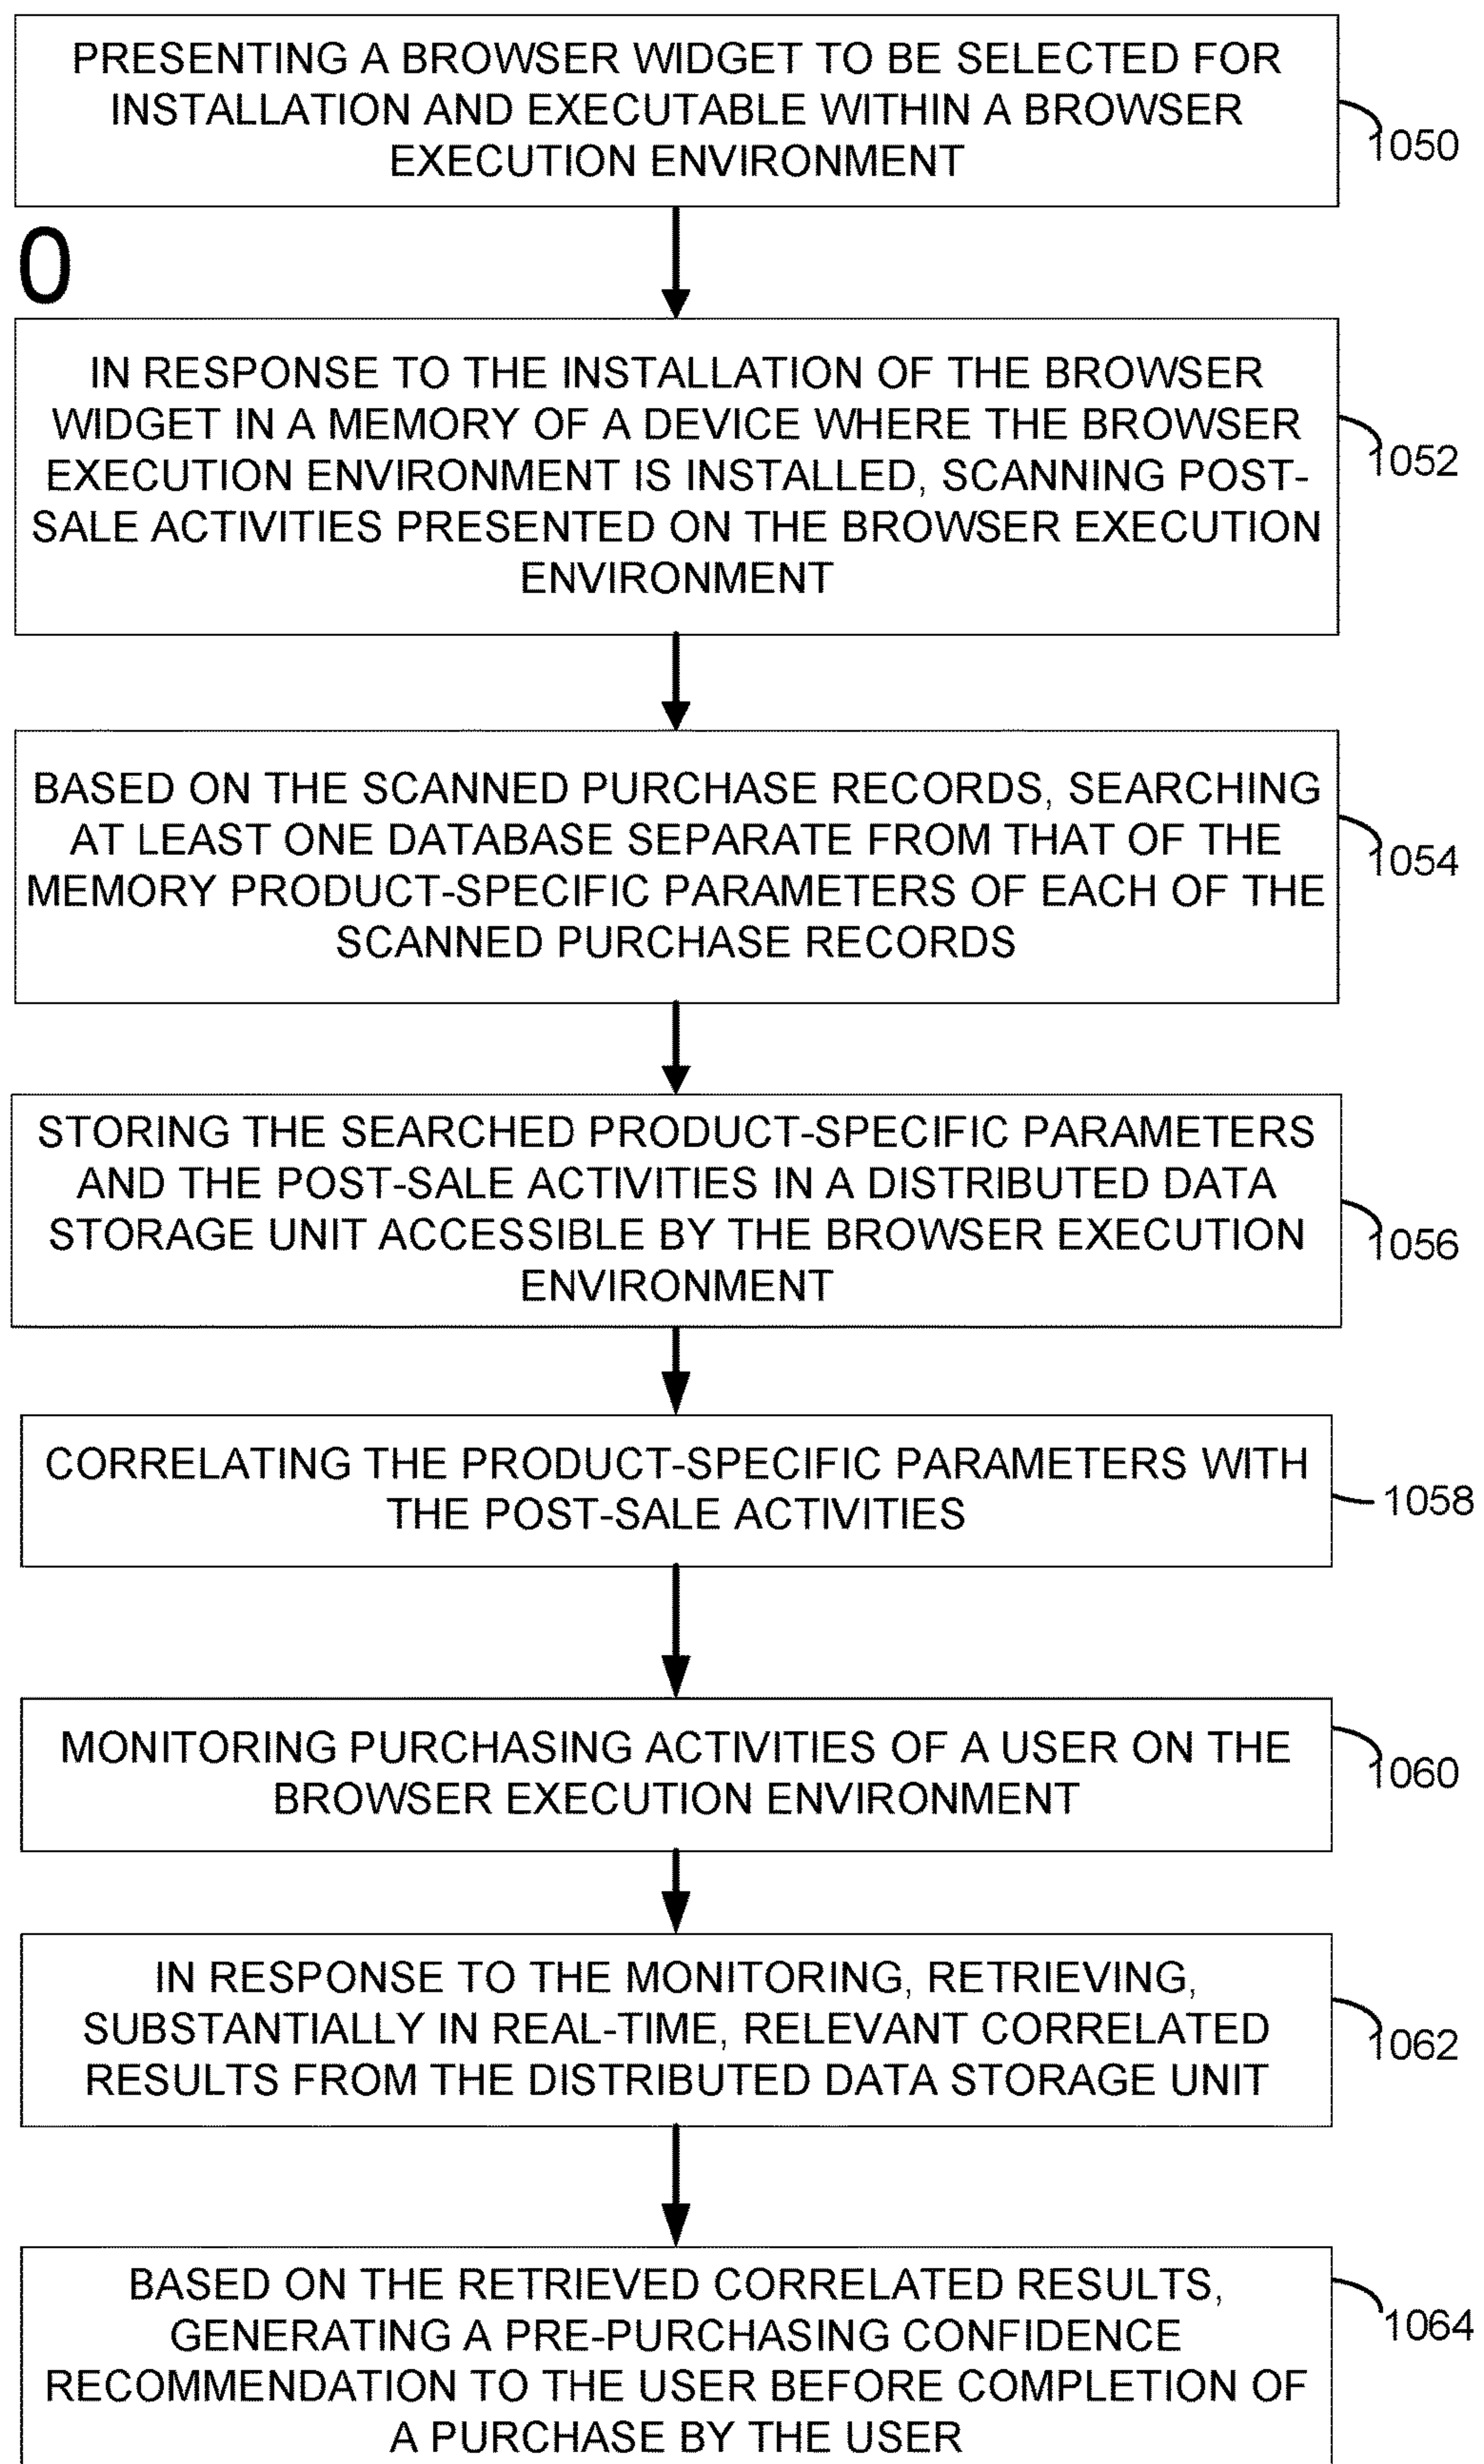 PRESENTING A BROWSER WIDGET TO BE SELECTED FOR
INSTALLATION AND EXECUTABLE WITHIN A BROWSER
EXECUTION ENVIRONMENT
1050
0
IN RESPONSE TO THE INSTALLATION OF THE BROWSER
WIDGET IN A MEMORY OF A DEVICE WHERE THE BROWSER
EXECUTION ENVIRONMENT IS INSTALLED, SCANNING POST-
SALE ACTIVITIES PRESENTED ON THE BROWSER EXECUTION
ENVIRONMENT
1052
BASED ON THE SCANNED PURCHASE RECORDS, SEARCHING
AT LEAST ONE DATABASE SEPARATE FROM THAT OF THE
MEMORY PRODUCT-SPECIFIC PARAMETERS OF EACH OF THE
SCANNED PURCHASE RECORDS
1054
STORING THE SEARCHED PRODUCT-SPECIFIC PARAMETERS
AND THE POST-SALE ACTIVITIES IN A DISTRIBUTED DATA
STORAGE UNIT ACCESSIBLE BY THE BROWSER EXECUTION
ENVIRONMENT
1056
CORRELATING THE PRODUCT-SPECIFIC PARAMETERS WITH
THE POST-SALE ACTIVITIES
1058
MONITORING PURCHASING ACTIVITIES OF A USER ON THE
BROWSER EXECUTION ENVIRONMENT
1060
IN RESPONSE TO THE MONITORING, RETRIEVING,
SUBSTANTIALLY IN REAL-TIME, RELEVANT CORRELATED
RESULTS FROM THE DISTRIBUTED DATA STORAGE UNIT
1062
BASED ON THE RETRIEVED CORRELATED RESULTS,
GENERATING A PRE-PURCHASING CONFIDENCE
RECOMMENDATION TO THE USER BEFORE COMPLETION OF
A PURCHASE BY THE USER
1064